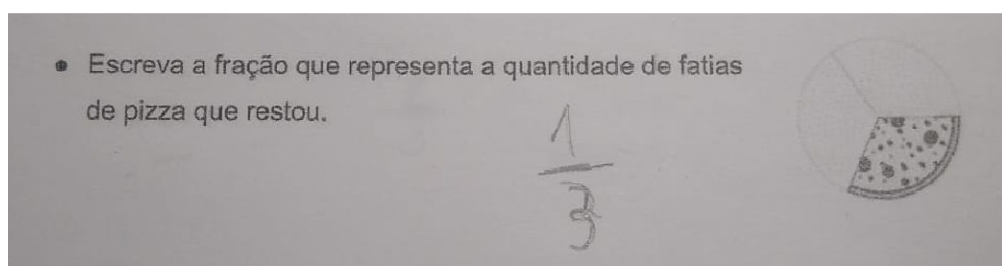 • Escreva a fração que representa a quantidade de fatias
de pizza que restou.
1
3